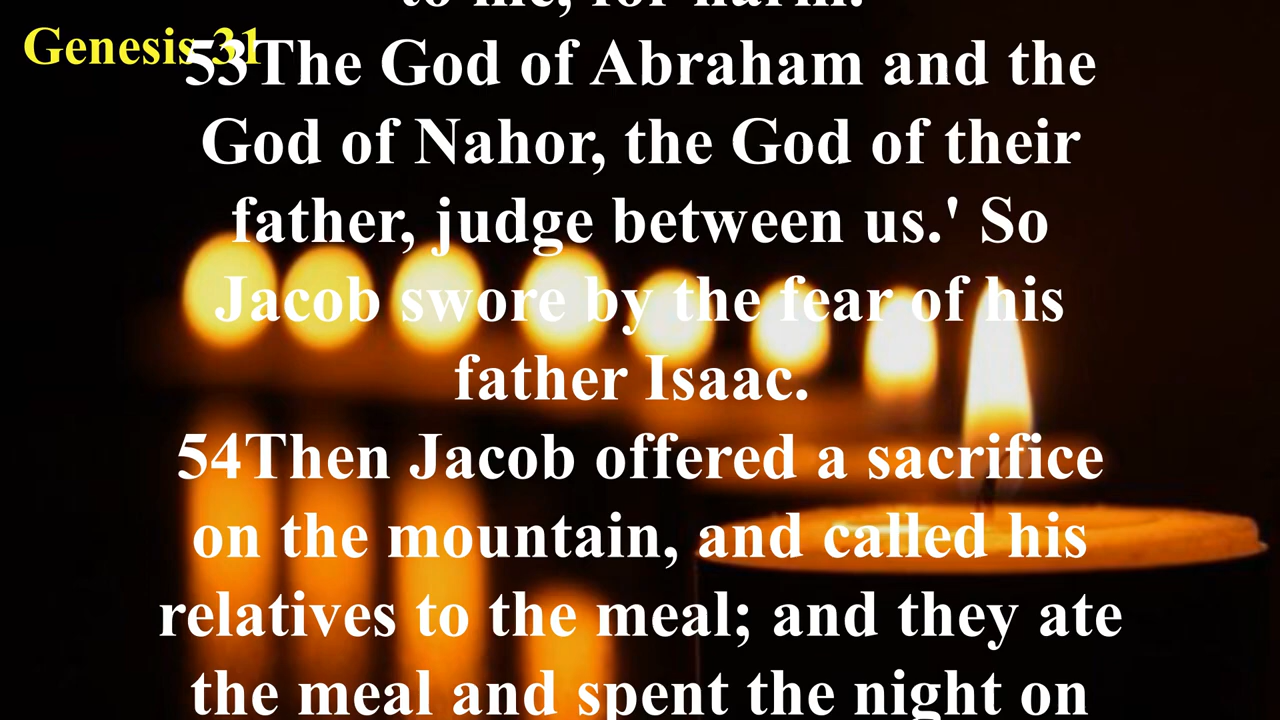 to me, for harm.
Genesis 31
53The God of Abraham and the
God of Nahor, the God of their
father, judge between us.' So
Jacob swore by the fear of his
father Isaac.
54Then Jacob offered a sacrifice
on the mountain, and called his
relatives to the meal; and they ate
the meal and spent the night on